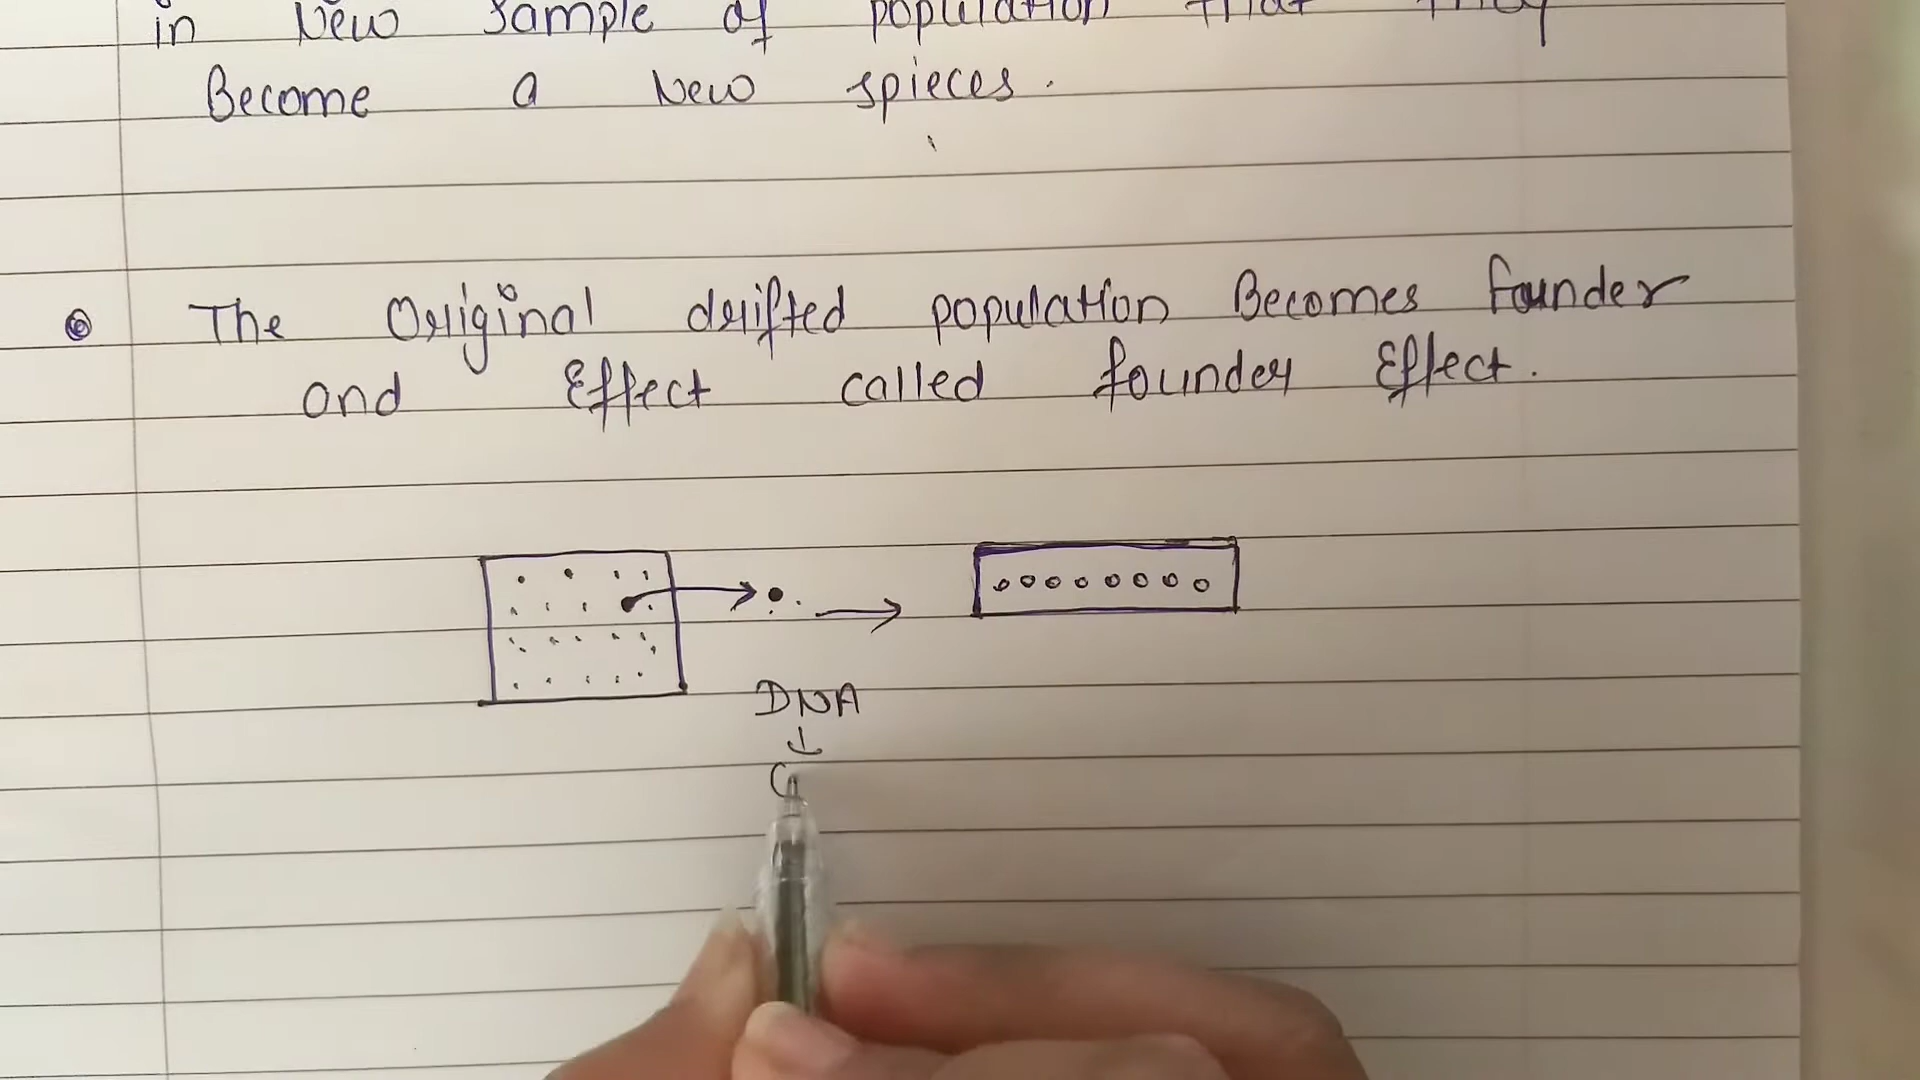 in New sample of population that they
Become a New spieces.
The Original drifted population Becomes founder
and Effect called founder Effect.
DNA